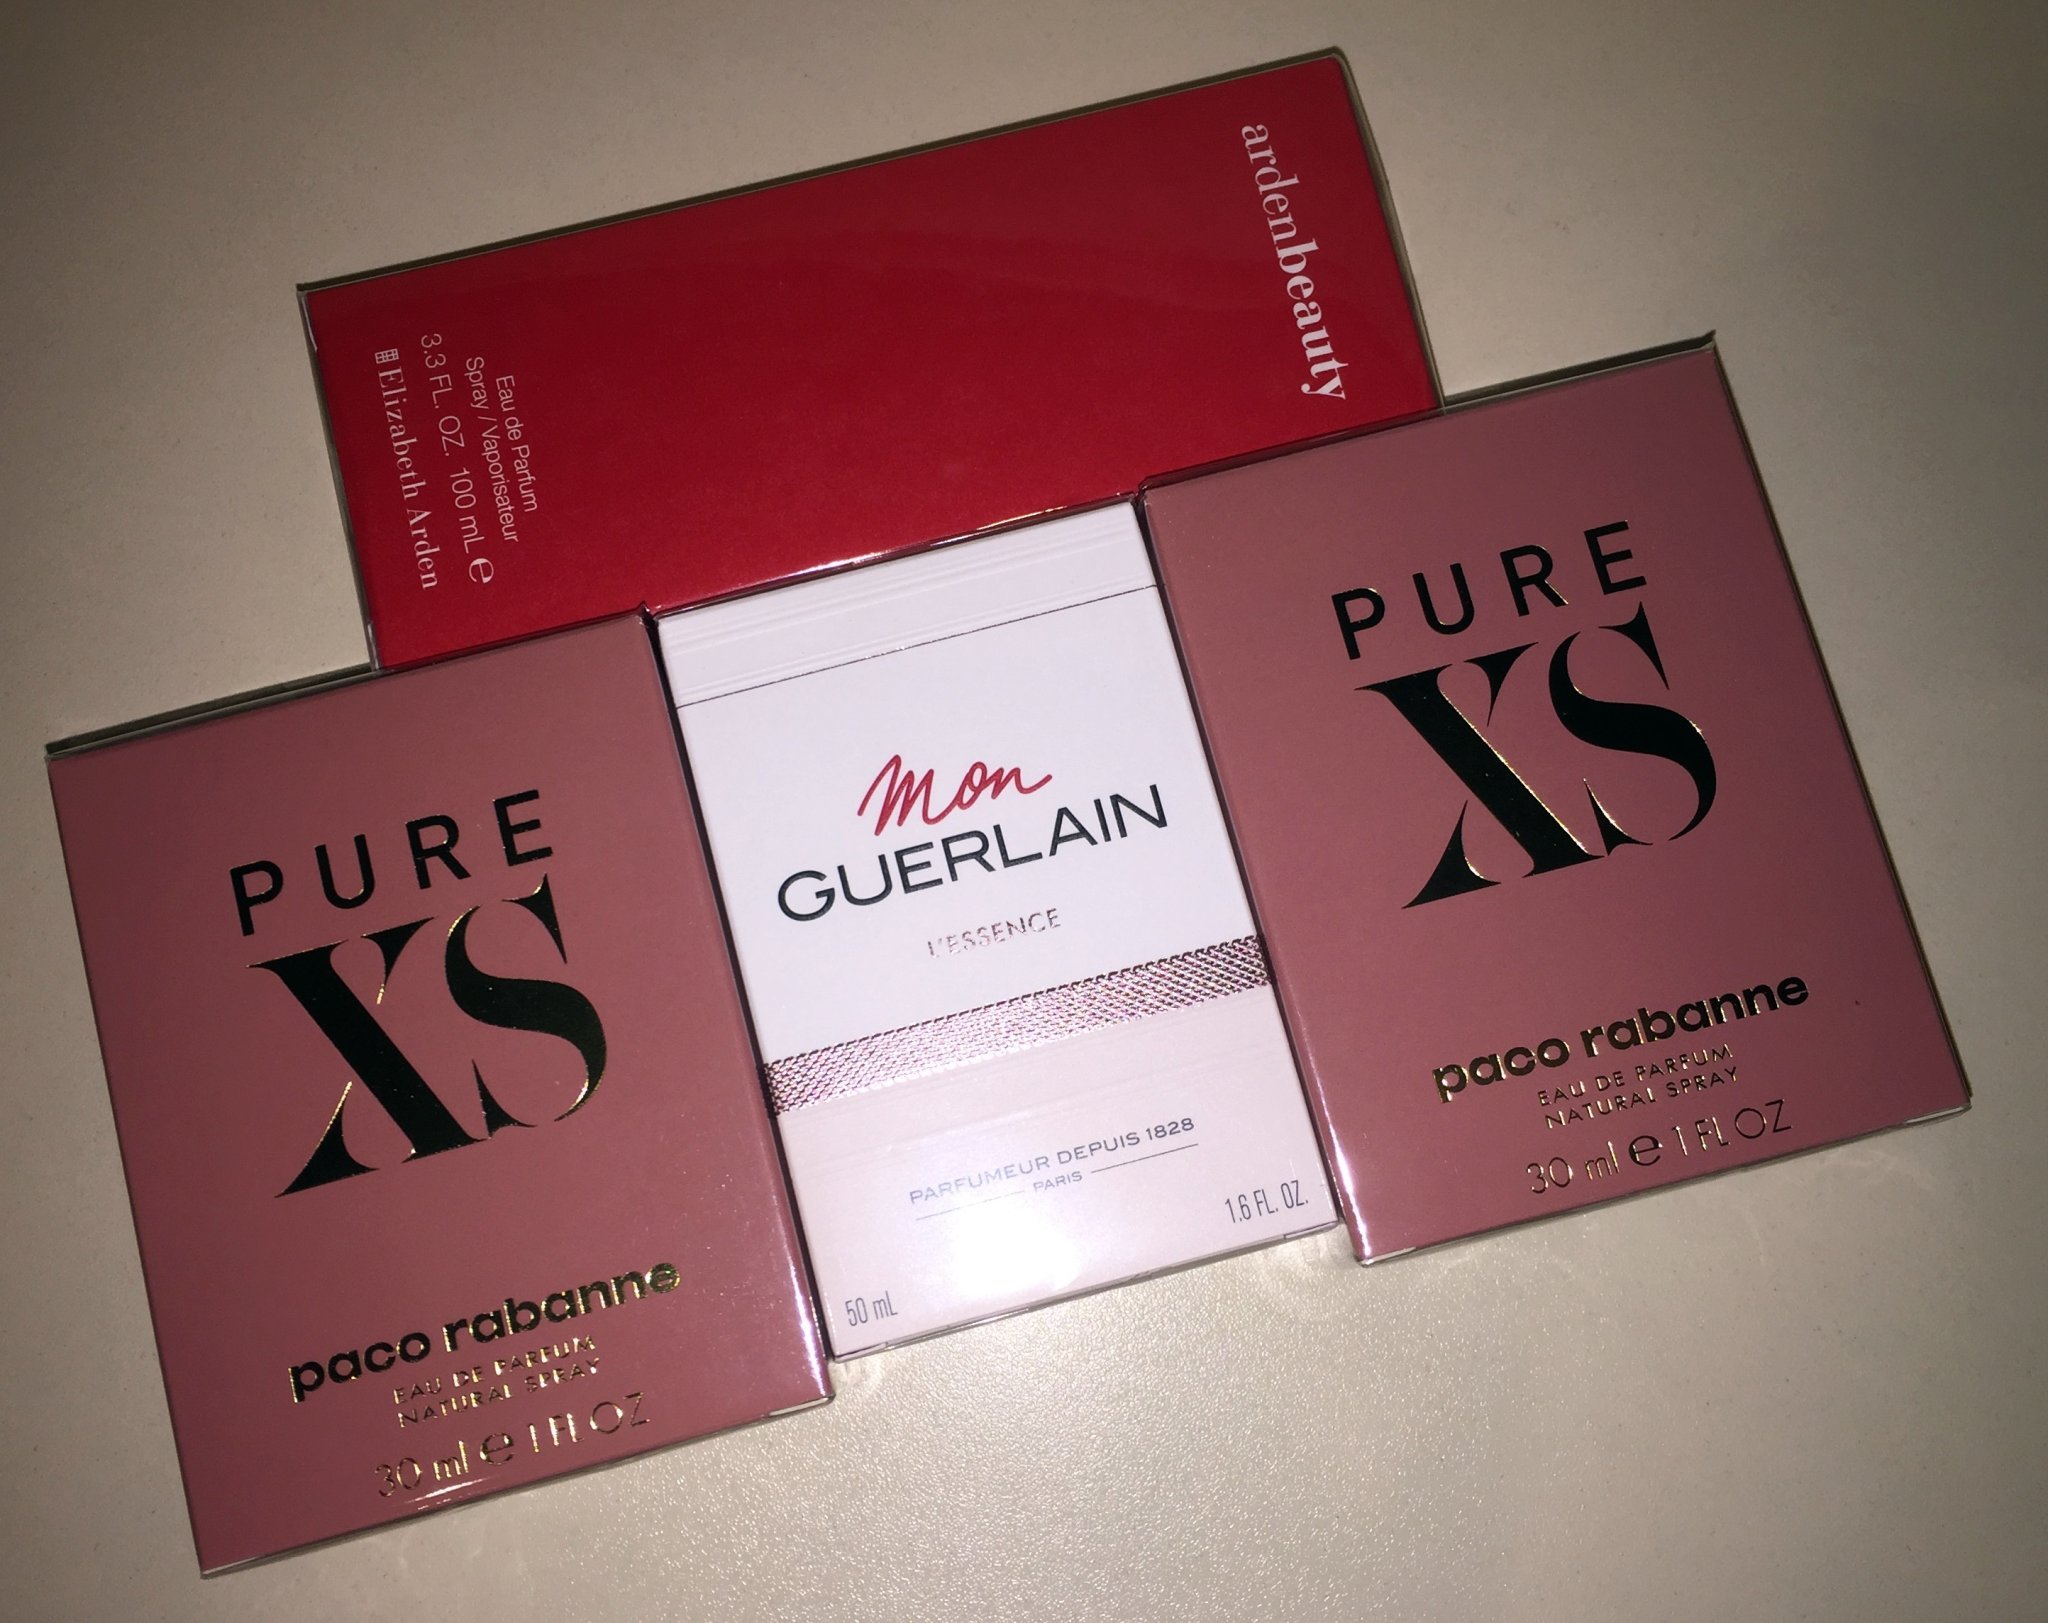 ardenbeauty
Eau de Parfum
Spray / Vaporisateur
3.3 FL. OZ. 100 mL e
Elizabeth Arden
PURE
XS
paco rabanne
EAU DE PARFUM
NATURAL SPRAY
30 ml e 1 FL OZ
Mon
GUERLAIN
L'ESSENCE
PARFUMEUR DEPUIS 1828
PARIS
50 mL 1.6 FL. OZ.
PURE
XS
paco rabanne
EAU DE PARFUM
NATURAL SPRAY
30 ml e 1 FL OZ